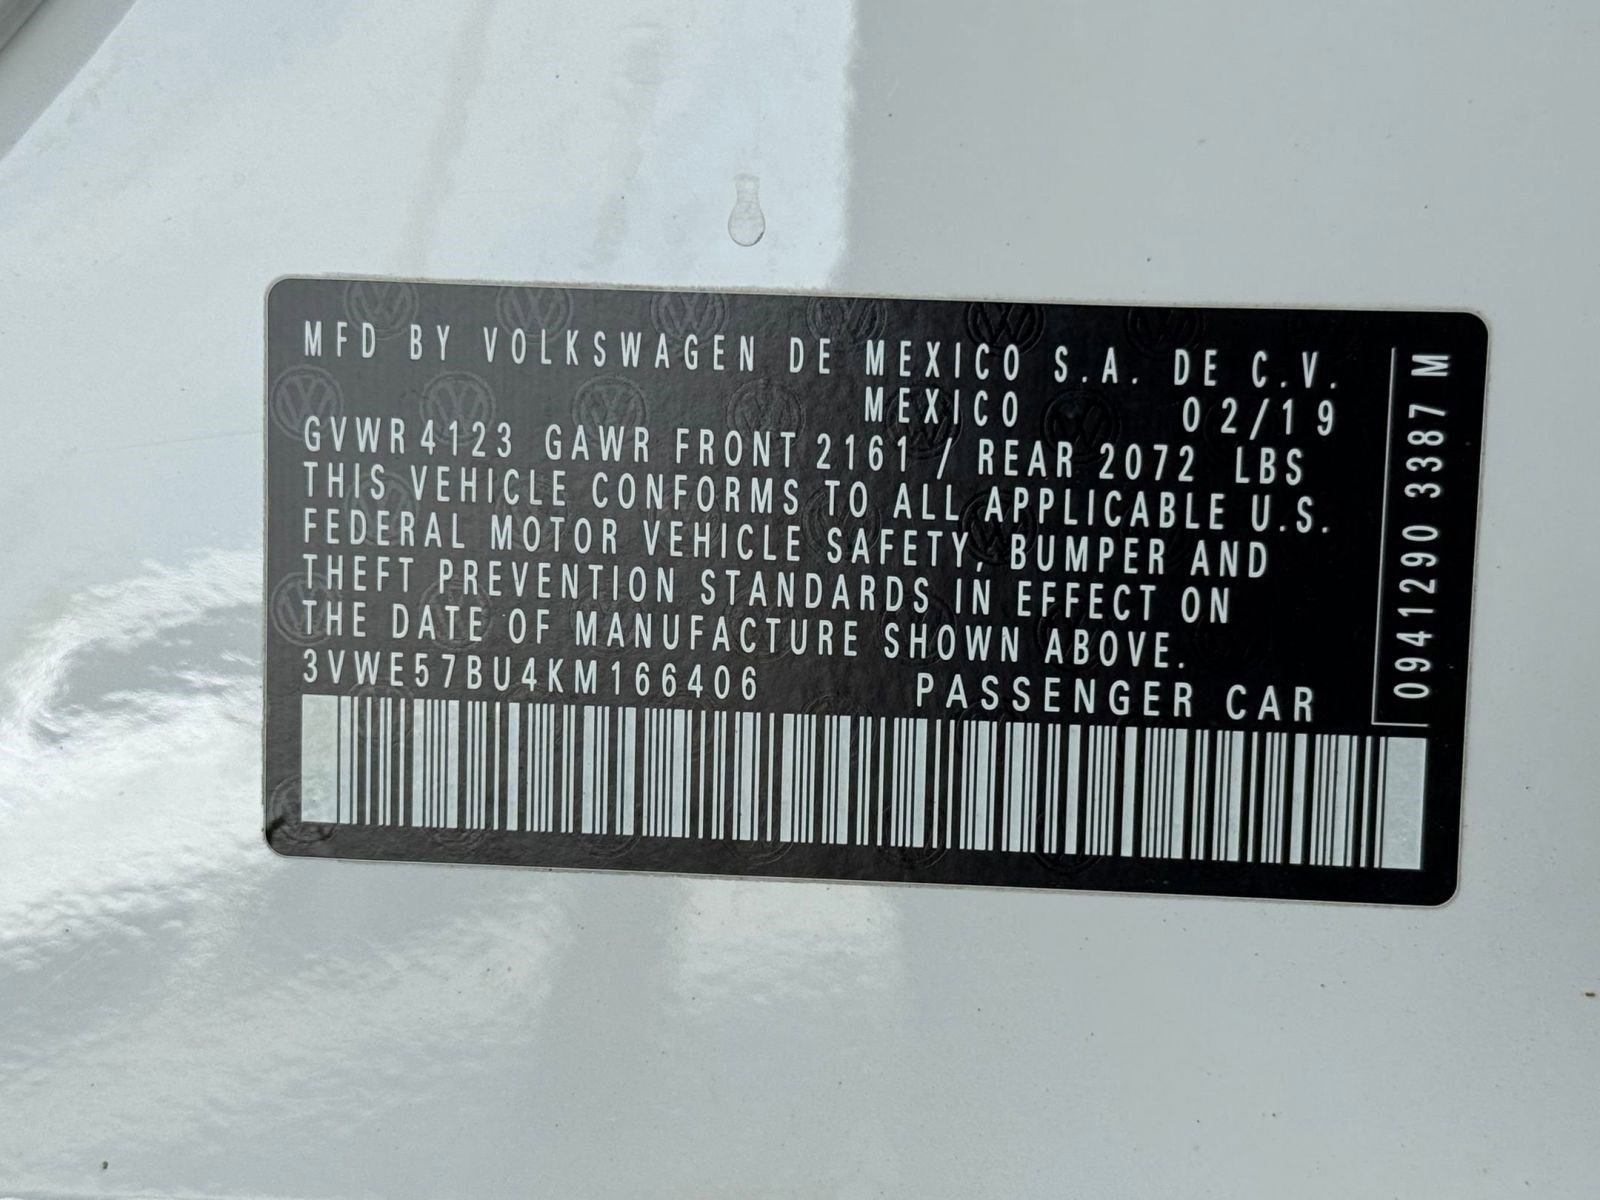 MFD BY VOLKSWAGEN DE MEXICO S.A. DE C.V.
MEXICO 02/19
GVWR 4123 GAWR FRONT 2161 / REAR 2072 LBS
THIS VEHICLE CONFORMS TO ALL APPLICABLE U.S.
FEDERAL MOTOR VEHICLE SAFETY, BUMPER AND
THEFT PREVENTION STANDARDS IN EFFECT ON
THE DATE OF MANUFACTURE SHOWN ABOVE.
3VWE57BU4KM166406 PASSENGER CAR
0941290 3387 M